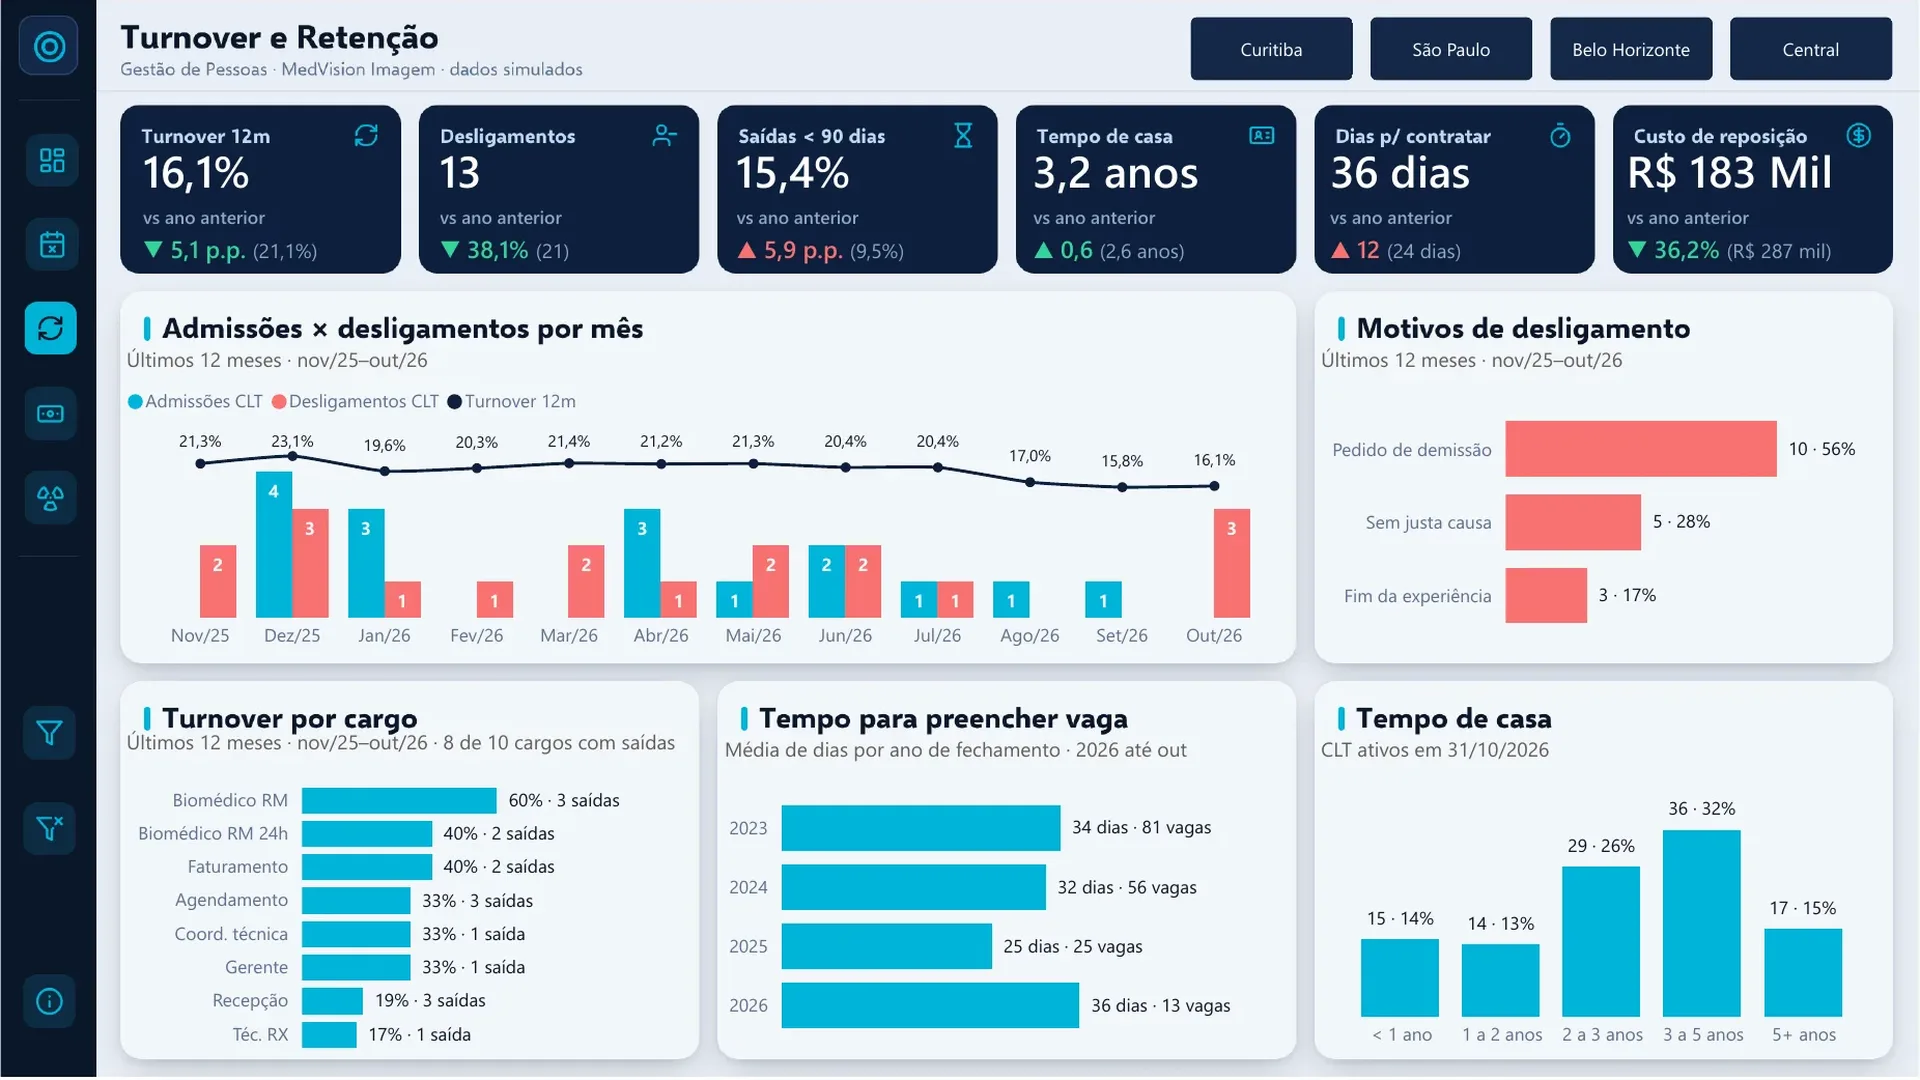 Turnover e Retenção
Gestão de Pessoas · MedVision Imagem · dados simulados
Curitiba
São Paulo
Belo Horizonte
Central
Turnover 12m
16,1%
vs ano anterior
▼ 5,1 p.p. (21,1%)
Desligamentos
13
vs ano anterior
▼ 38,1% (21)
Saídas < 90 dias
15,4%
vs ano anterior
▲ 5,9 p.p. (9,5%)
Tempo de casa
3,2 anos
vs ano anterior
▲ 0,6 (2,6 anos)
Dias p/ contratar
36 dias
vs ano anterior
▲ 12 (24 dias)
Custo de reposição
R$ 183 Mil
vs ano anterior
▼ 36,2% (R$ 287 mil)
Admissões × desligamentos por mês
Últimos 12 meses · nov/25–out/26
Admissões CLT Desligamentos CLT Turnover 12m
21,3% 23,1% 19,6% 20,3% 21,4% 21,2% 21,3% 20,4% 20,4% 17,0% 15,8% 16,1%
2 4 3 3 1 1 2 3 1 1 2 2 2 1 1 1 1 3
Nov/25 Dez/25 Jan/26 Fev/26 Mar/26 Abr/26 Mai/26 Jun/26 Jul/26 Ago/26 Set/26 Out/26
Motivos de desligamento
Últimos 12 meses · nov/25–out/26
Pedido de demissão 10 · 56%
Sem justa causa 5 · 28%
Fim da experiência 3 · 17%
Turnover por cargo
Últimos 12 meses · nov/25–out/26 · 8 de 10 cargos com saídas
Biomédico RM 60% · 3 saídas
Biomédico RM 24h 40% · 2 saídas
Faturamento 40% · 2 saídas
Agendamento 33% · 3 saídas
Coord. técnica 33% · 1 saída
Gerente 33% · 1 saída
Recepção 19% · 3 saídas
Téc. RX 17% · 1 saída
Tempo para preencher vaga
Média de dias por ano de fechamento · 2026 até out
2023 34 dias · 81 vagas
2024 32 dias · 56 vagas
2025 25 dias · 25 vagas
2026 36 dias · 13 vagas
Tempo de casa
CLT ativos em 31/10/2026
15 · 14% 14 · 13% 29 · 26% 36 · 32% 17 · 15%
< 1 ano 1 a 2 anos 2 a 3 anos 3 a 5 anos 5+ anos